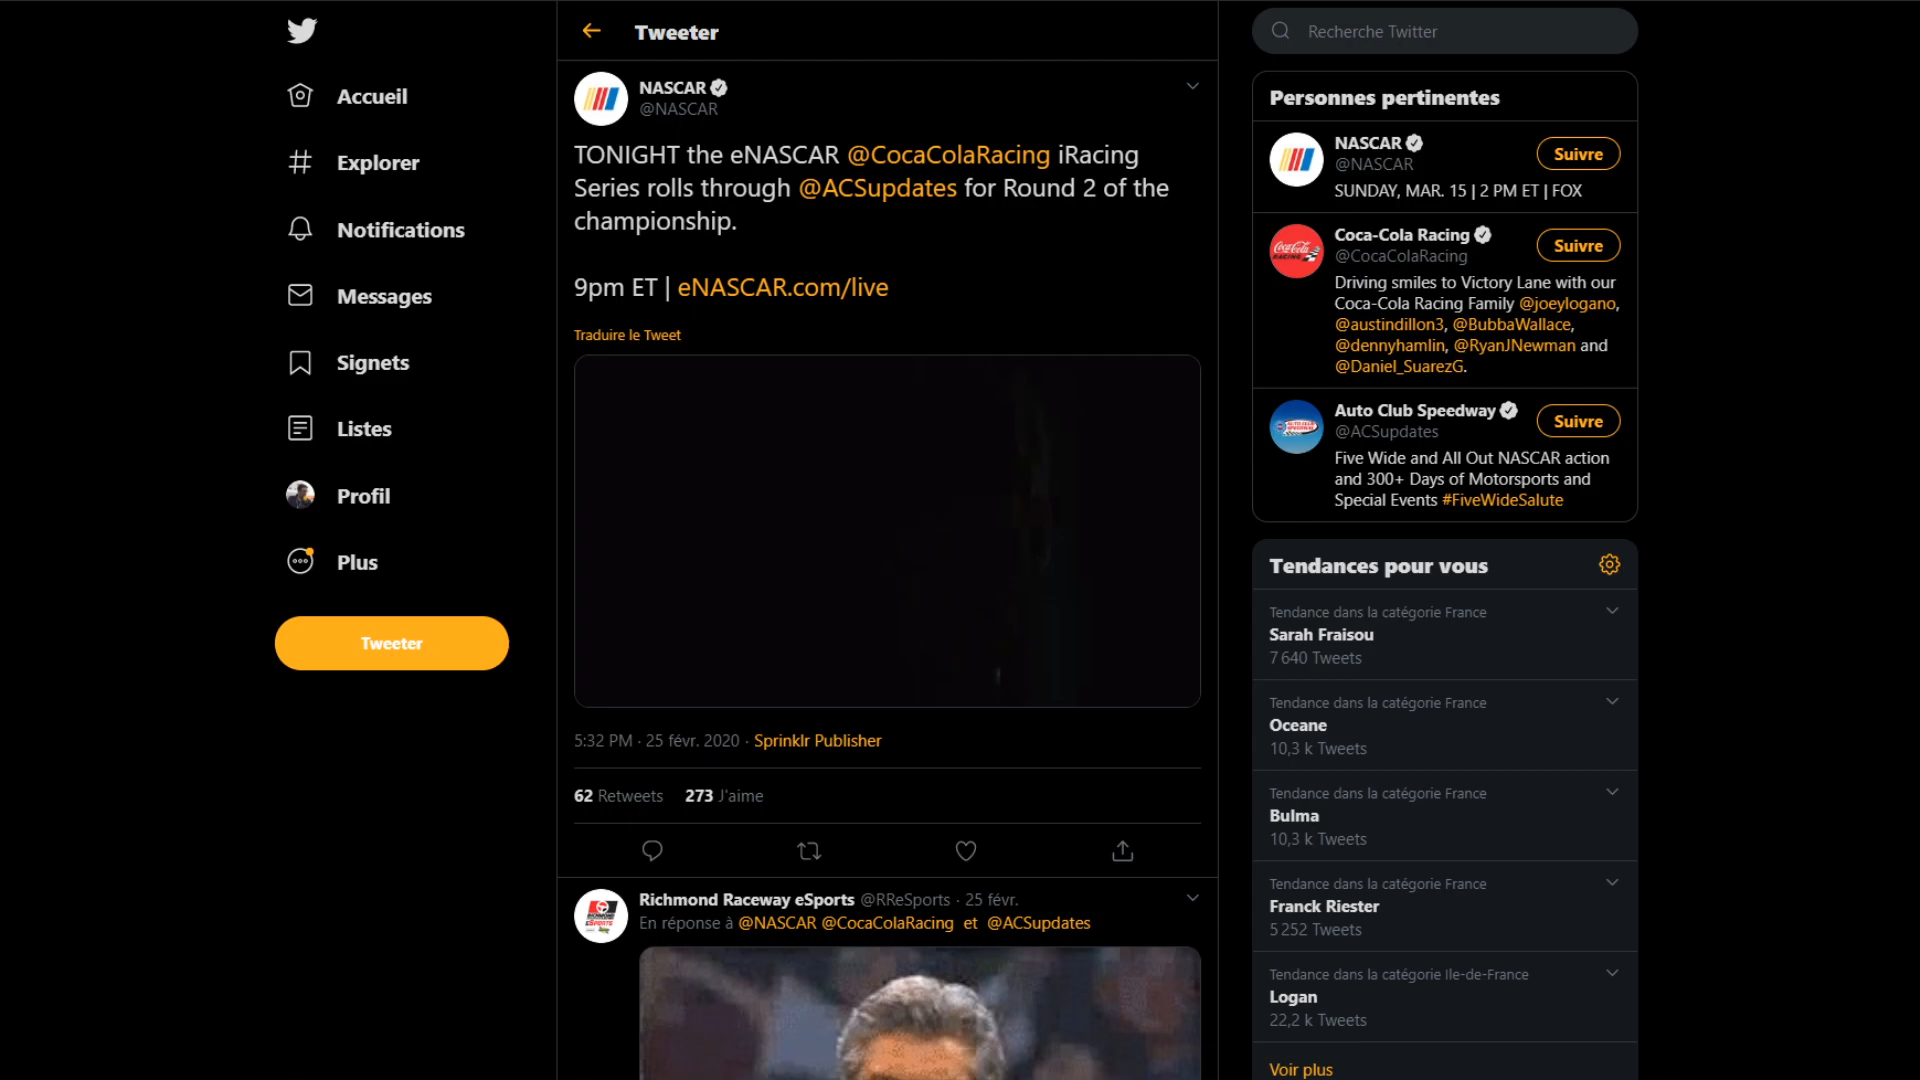 Accueil
Explorer
Notifications
Messages
Signets
Listes
Profil
Plus
Tweeter
Tweeter
NASCAR
@NASCAR
TONIGHT the eNASCAR @CocaColaRacing iRacing
Series rolls through @ACSupdates for Round 2 of the
championship.
9pm ET | eNASCAR.com/live
Traduire le Tweet
5:32 PM · 25 févr. 2020 · Sprinklr Publisher
62 Retweets 273 J'aime
Richmond Raceway eSports @RReSports · 25 févr.
En réponse à @NASCAR @CocaColaRacing et @ACSupdates
Recherche Twitter
Personnes pertinentes
NASCAR
@NASCAR
Suivre
SUNDAY, MAR. 15 | 2 PM ET | FOX
Coca-Cola Racing
@CocaColaRacing
Suivre
Driving smiles to Victory Lane with our
Coca-Cola Racing Family @joeylogano,
@austindillon3, @BubbaWallace,
@dennyhamlin, @RyanJNewman and
@Daniel_SuarezG.
Auto Club Speedway
@ACSupdates
Suivre
Five Wide and All Out NASCAR action
and 300+ Days of Motorsports and
Special Events #FiveWideSalute
Tendances pour vous
Tendance dans la catégorie France
Sarah Fraisou
7 640 Tweets
Tendance dans la catégorie France
Oceane
10,3 k Tweets
Tendance dans la catégorie France
Bulma
10,3 k Tweets
Tendance dans la catégorie France
Franck Riester
5 252 Tweets
Tendance dans la catégorie Ile-de-France
Logan
22,2 k Tweets
Voir plus